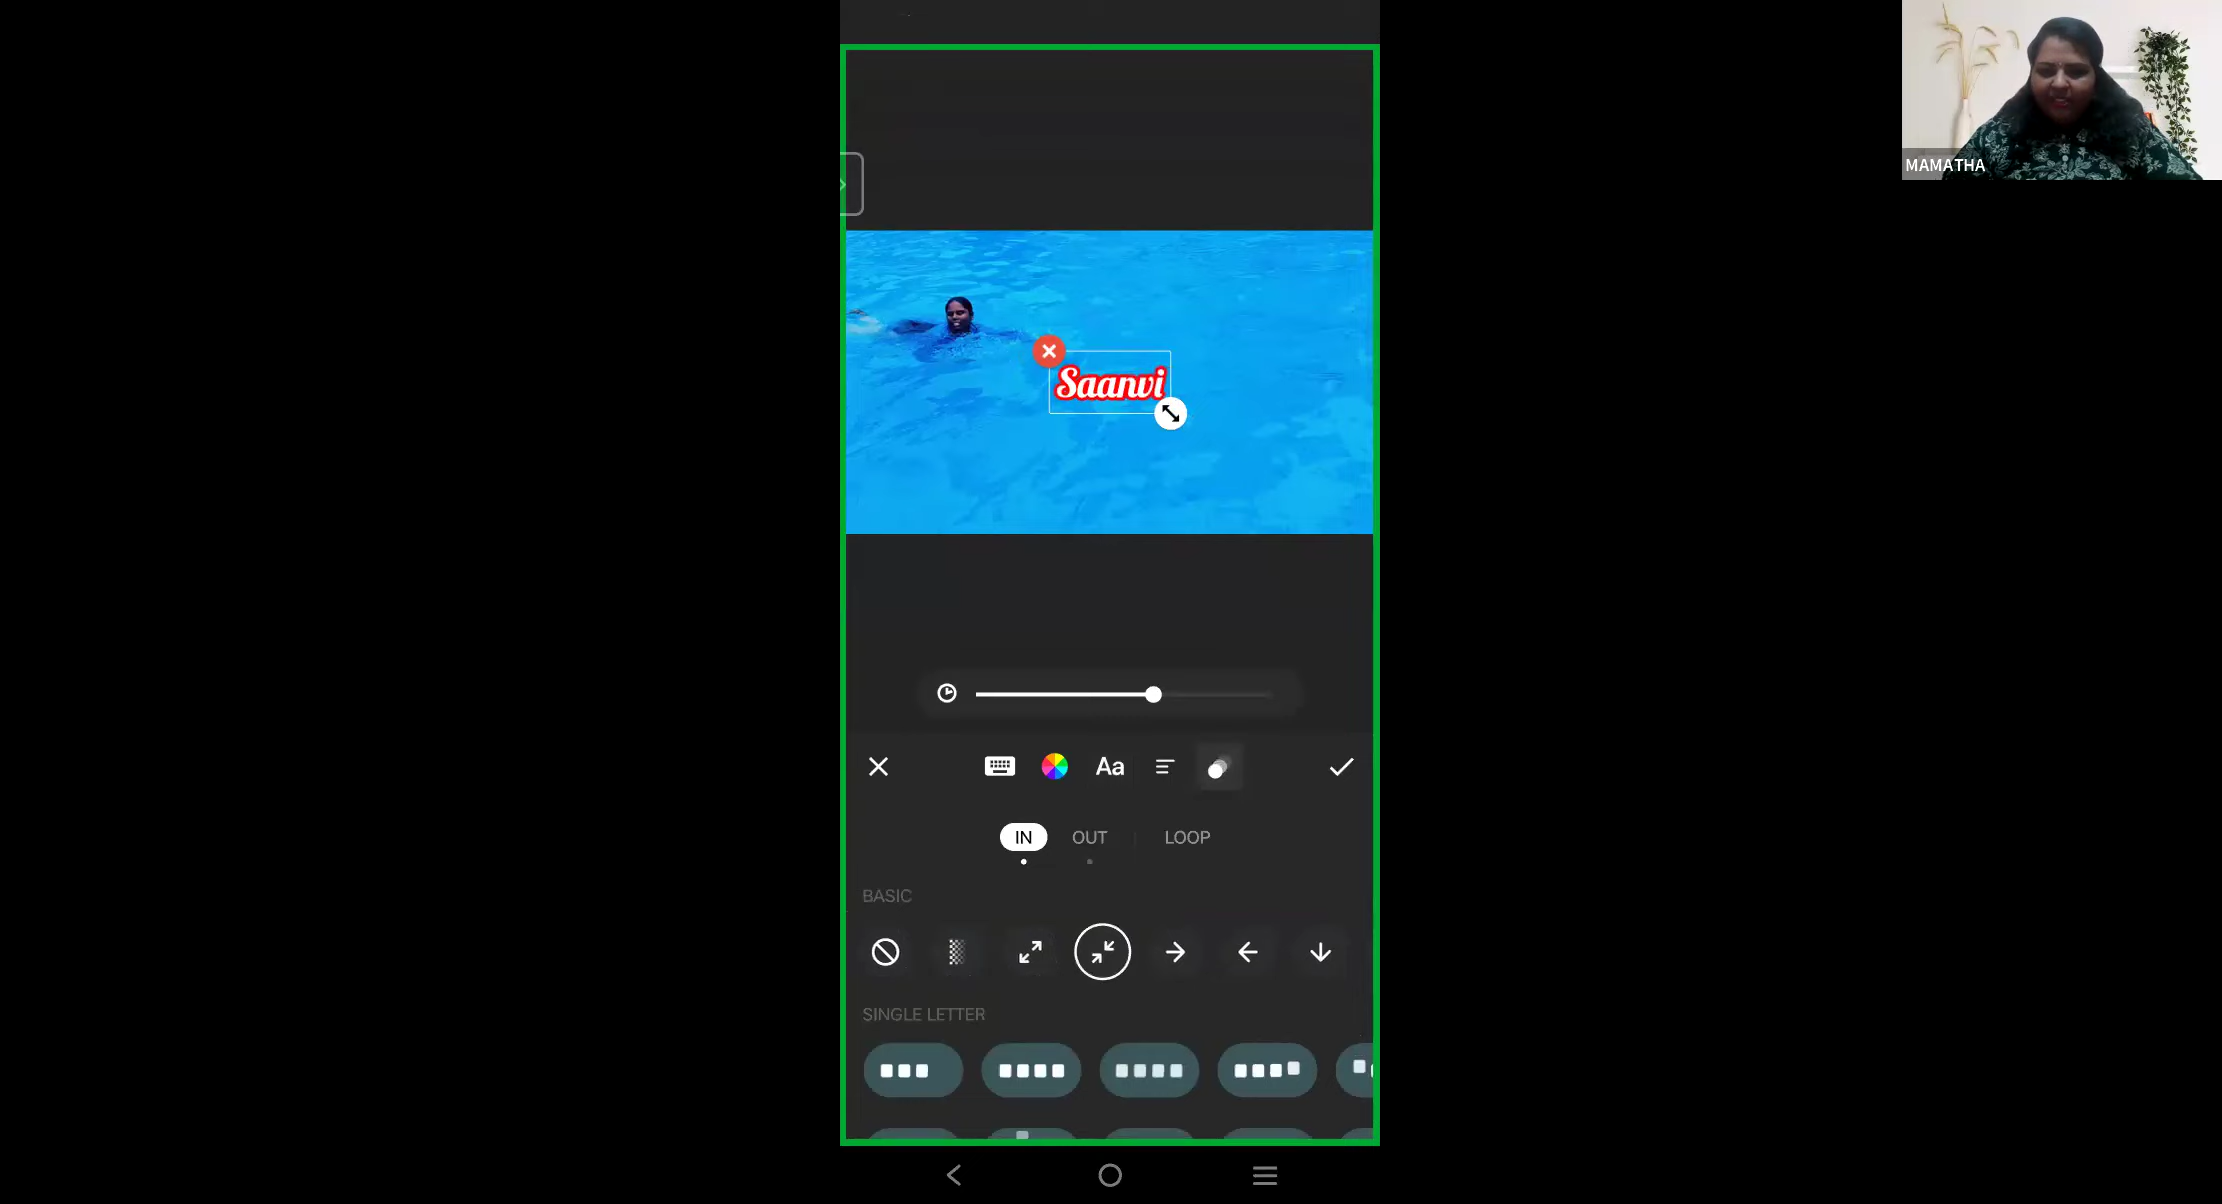 MAMATHA
Saanvi
Aa
IN OUT LOOP
BASIC
SINGLE LETTER